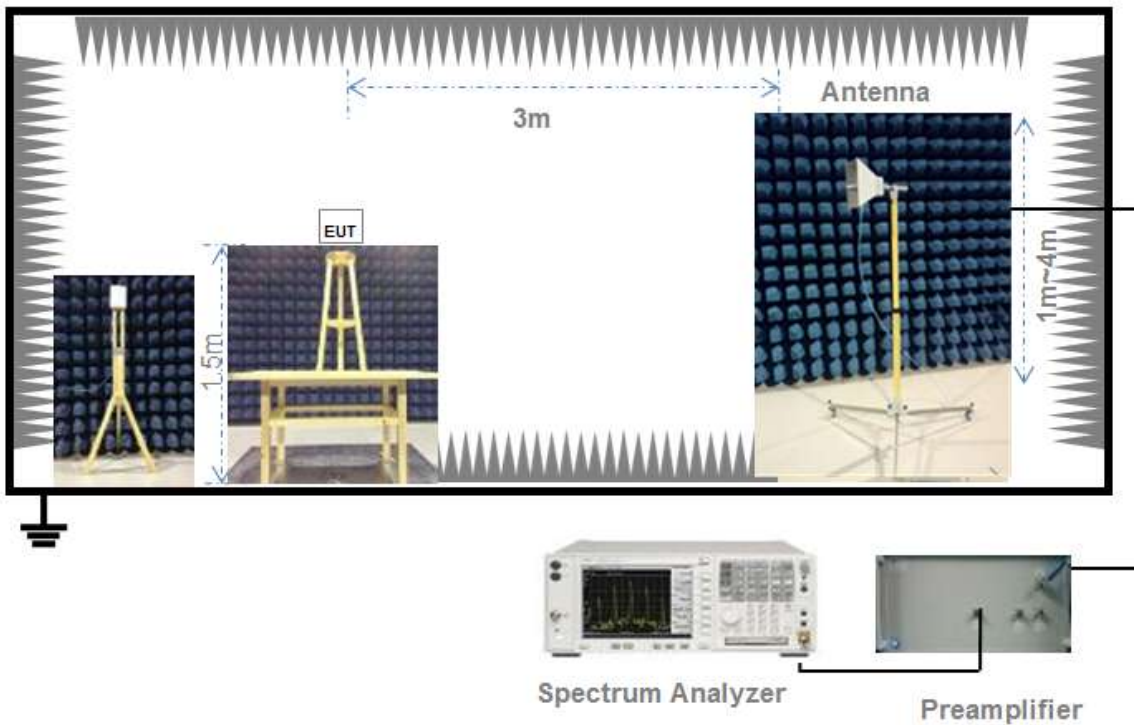 Antenna
3m
EUT
1.5m
1m~4m
Spectrum Analyzer
Preamplifier